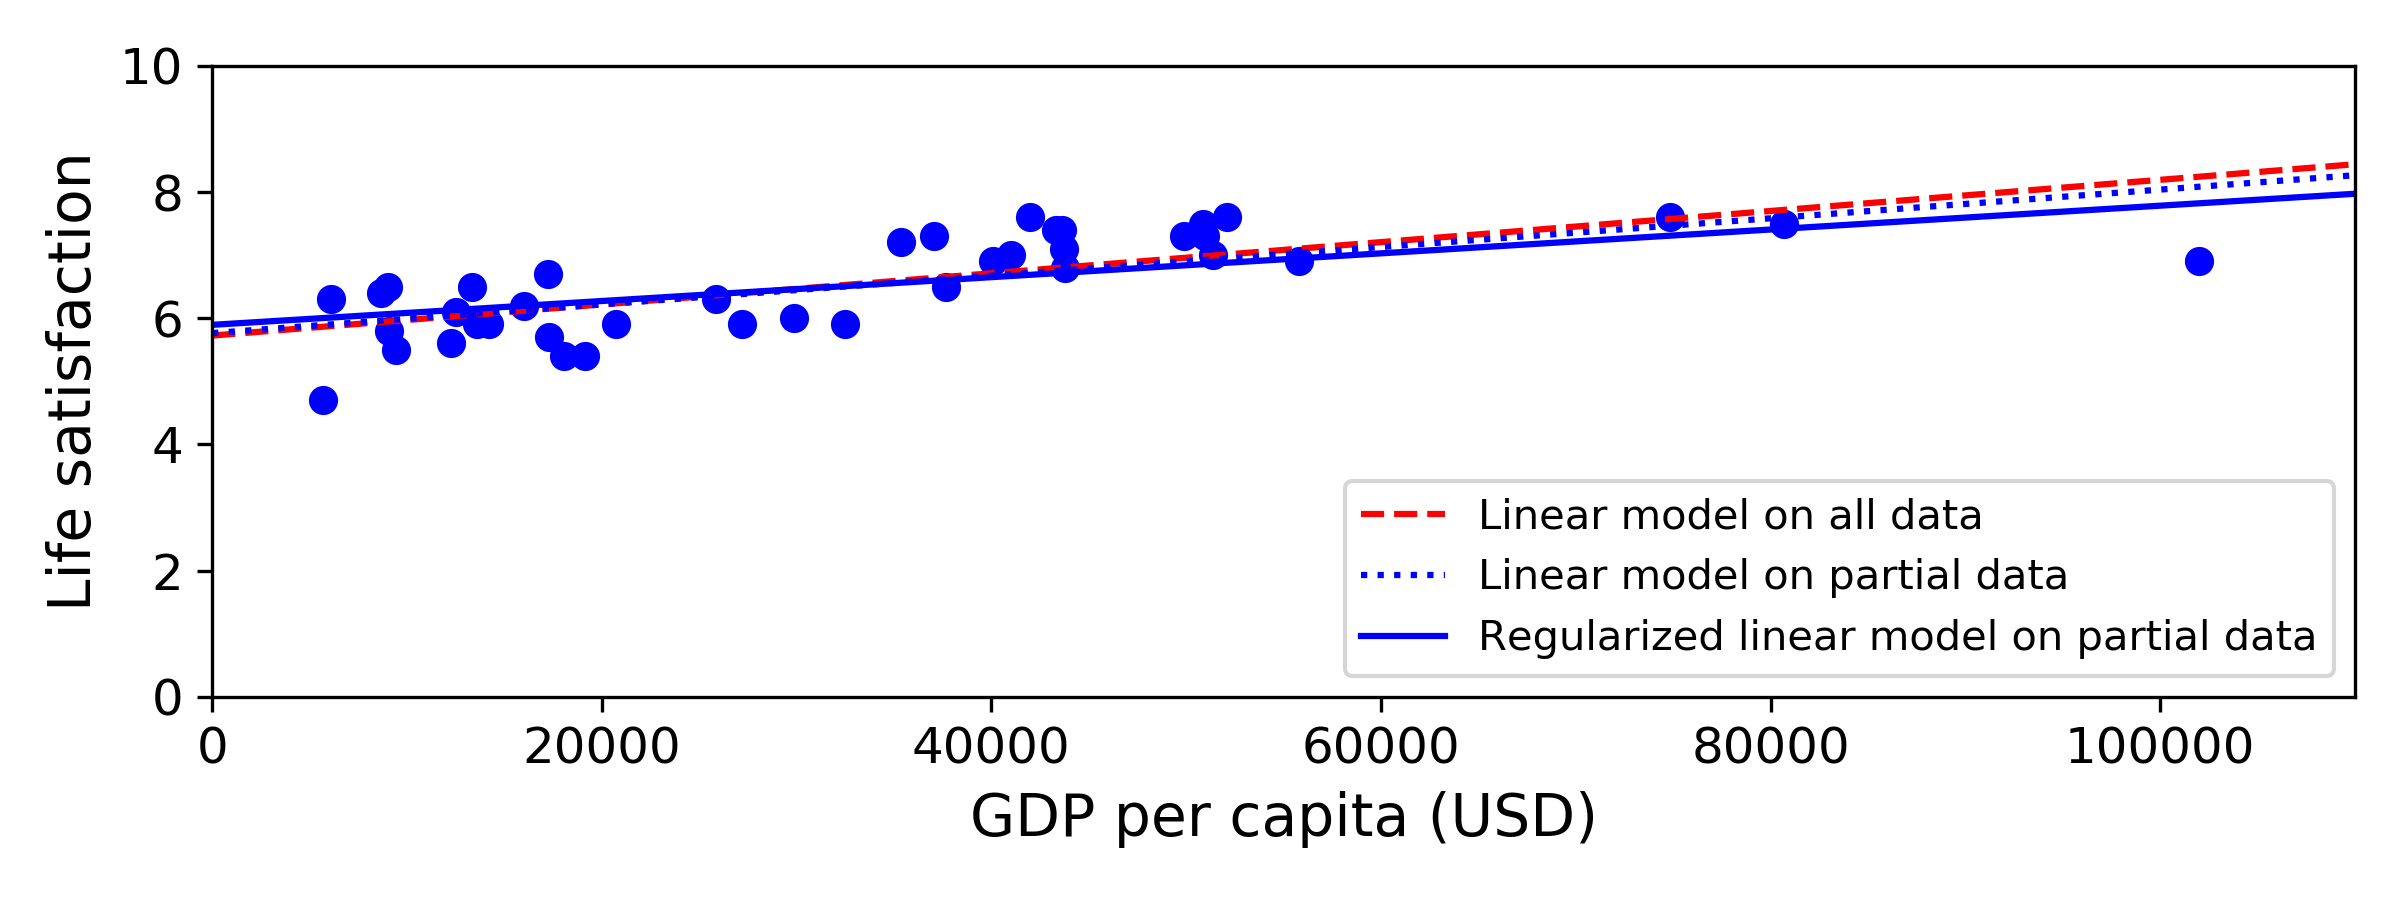 10
8
6
4
2
0
Life satisfaction
0 20000 40000 60000 80000 100000
GDP per capita (USD)
Linear model on all data
Linear model on partial data
Regularized linear model on partial data